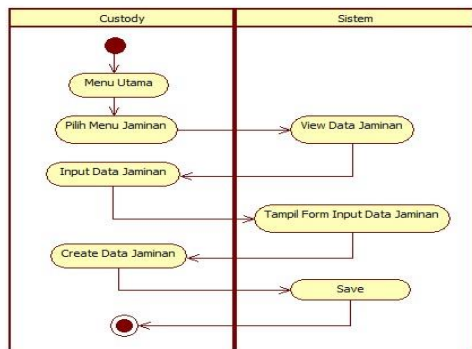 Custody
Sistem
Menu Utama
Pilih Menu Jaminan
View Data Jaminan
Input Data Jaminan
Tampil Form Input Data Jaminan
Create Data Jaminan
Save